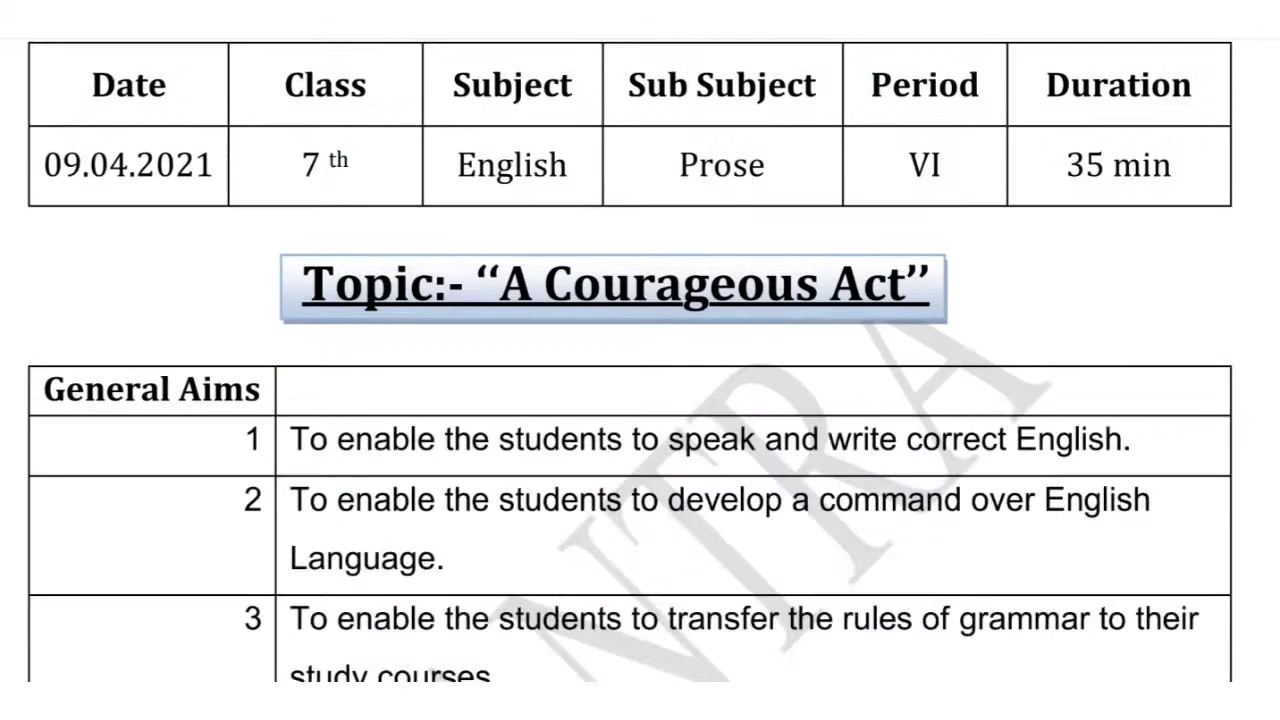 Date Class Subject Sub Subject Period Duration
09.04.2021 7 th English Prose VI 35 min
Topic:- ‘‘A Courageous Act’’
General Aims
1 To enable the students to speak and write correct English.
2 To enable the students to develop a command over English
Language.
3 To enable the students to transfer the rules of grammar to their
study courses
NTRA